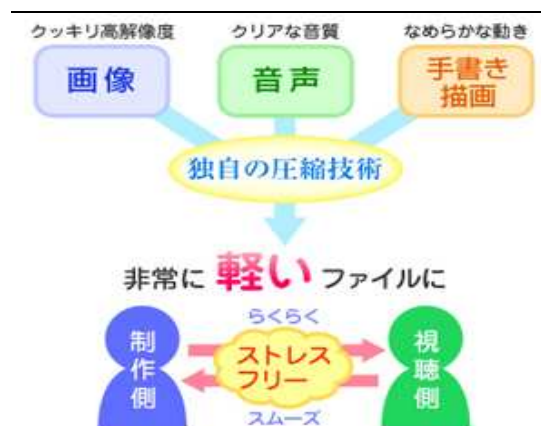 クッキリ高解像度
クリアな音質
なめらかな動き
画像
音声
手書き
描画
独自の圧縮技術
非常に軽いファイルに
らくらく
制作側
ストレス
フリー
視聴側
スムーズ